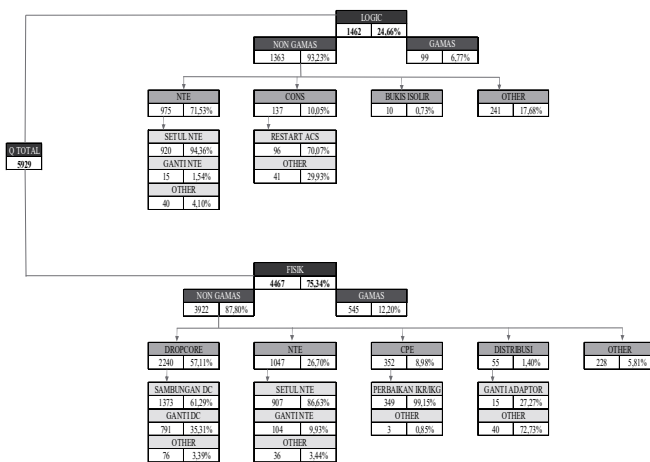 LOGIC
1462 24,66%
NON GAMAS GAMAS
1363 93,23% 99 6,77%
NTE CONS BUKIS ISOLIR OTHER
975 71,53% 137 10,05% 10 0,73% 241 17,68%
SETUL NTE RESTART ACS
920 94,36% 96 70,07%
GANTI NTE OTHER
15 1,54% 41 29,93%
OTHER
40 4,10%
Q TOTAL
5929
FISIK
4467 75,34%
NON GAMAS GAMAS
3922 87,80% 545 12,20%
DROPCORE NTE CPE DISTRIBUSI OTHER
2240 57,11% 1047 26,70% 352 8,98% 55 1,40% 228 5,81%
SAMBUNGAN DC SETUL NTE PERBAIKAN IKR/IKG GANTI ADAPTOR
1373 61,29% 907 86,63% 349 99,15% 15 27,27%
GANTI DC GANTI NTE OTHER OTHER
791 35,31% 104 9,93% 3 0,85% 40 72,73%
OTHER OTHER
76 3,39% 36 3,44%